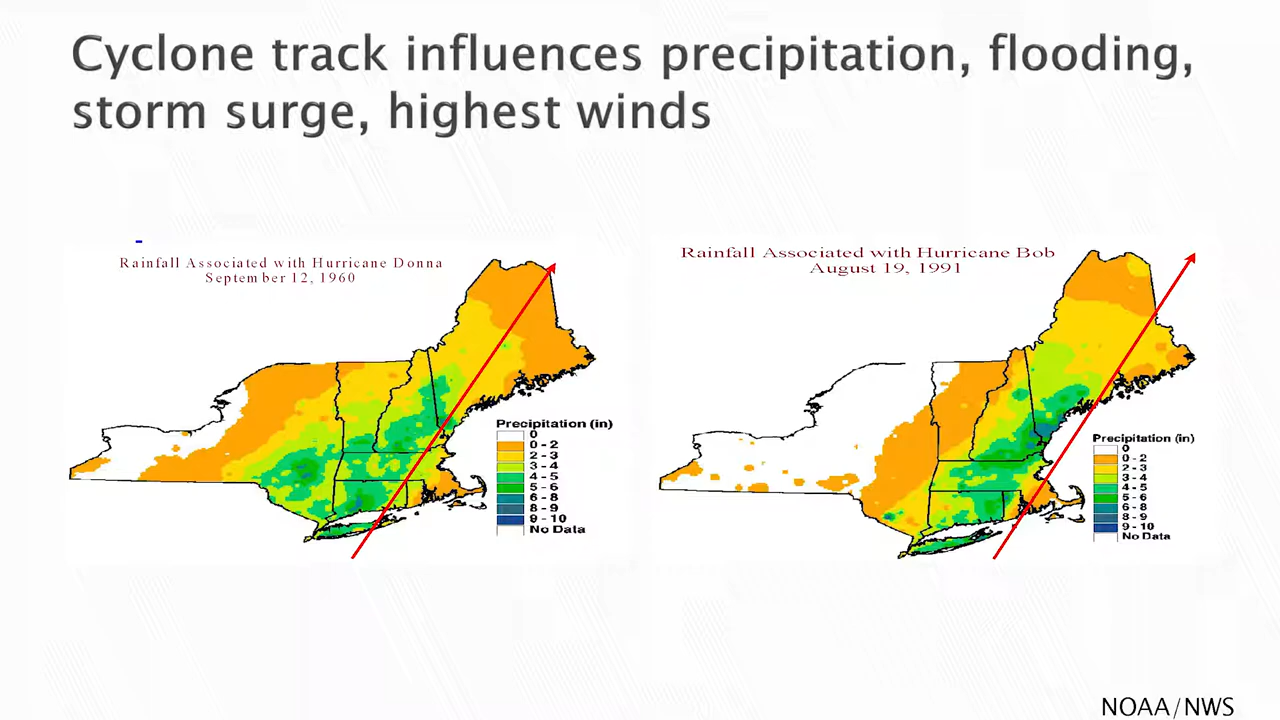 Cyclone track influences precipitation, flooding,
storm surge, highest winds
Rainfall Associated with Hurricane Donna
September 12, 1960
Precipitation (in)
0
0 - 2
2 - 3
3 - 4
4 - 5
5 - 6
6 - 8
8 - 9
9 - 10
No Data
Rainfall Associated with Hurricane Bob
August 19, 1991
Precipitation (in)
0
0 - 2
2 - 3
3 - 4
4 - 5
5 - 6
6 - 8
8 - 9
9 - 10
No Data
NOAA/NWS